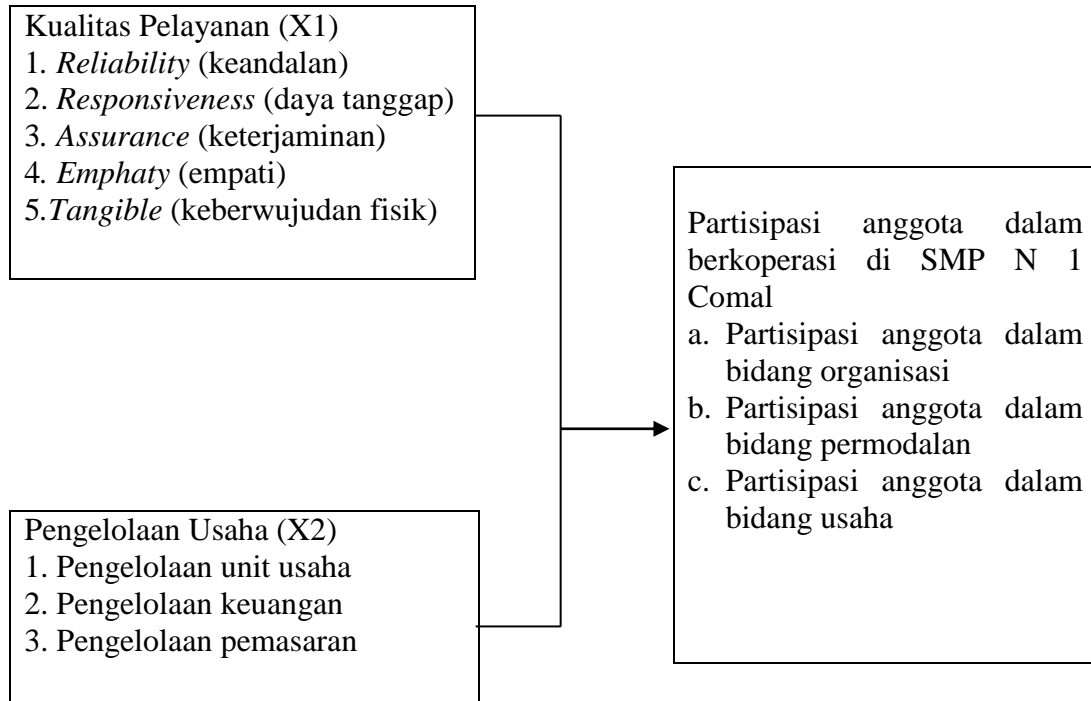 Kualitas Pelayanan (X1)
1. Reliability (keandalan)
2. Responsiveness (daya tanggap)
3. Assurance (keterjaminan)
4. Emphaty (empati)
5.Tangible (keberwujudan fisik)
Partisipasi anggota dalam
berkoperasi di SMP N 1
Comal
a. Partisipasi anggota dalam
bidang organisasi
b. Partisipasi anggota dalam
bidang permodalan
c. Partisipasi anggota dalam
bidang usaha
Pengelolaan Usaha (X2)
1. Pengelolaan unit usaha
2. Pengelolaan keuangan
3. Pengelolaan pemasaran